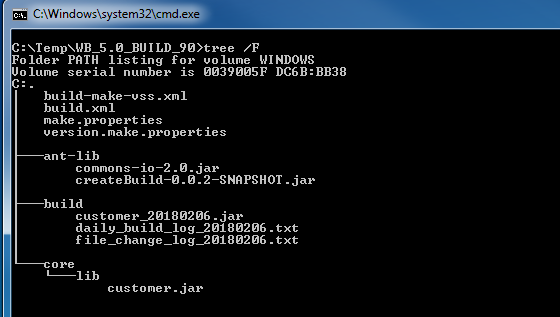 C:\Windows\system32\cmd.exe
C:\Temp\WB_5.0_BUILD_90>tree /F
Folder PATH listing for volume WINDOWS
Volume serial number is 0039005F DC6B:BB38
C:.
│   build-make-vss.xml
│   build.xml
│   make.properties
│   version.make.properties
│
├───ant-lib
│       commons-io-2.0.jar
│       createBuild-0.0.2-SNAPSHOT.jar
│
├───build
│       customer_20180206.jar
│       daily_build_log_20180206.txt
│       file_change_log_20180206.txt
│
└───core
    └───lib
            customer.jar